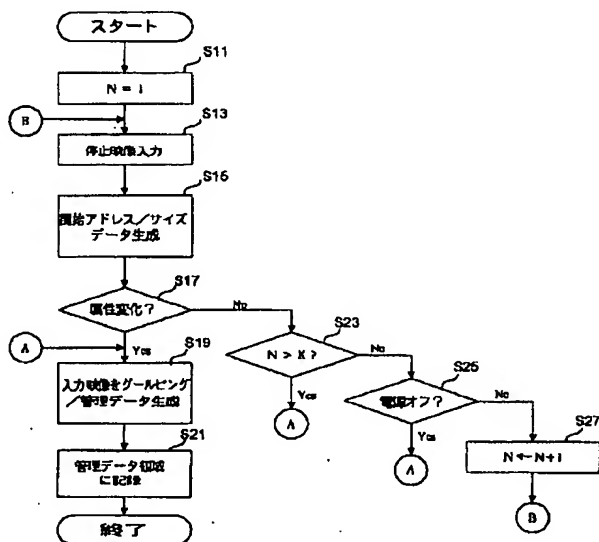 スタート
S11
N = 1
B
S13
停止映像入力
S15
開始アドレス/サイズ
データ生成
S17
属性変化?
No
Yes
A
S19
入力映像をグールピング
/管理データ生成
S21
管理データ領域
に記録
終了
S23
N > K ?
No
Yes
A
S25
電源オフ?
No
Yes
A
S27
N←N+1
B